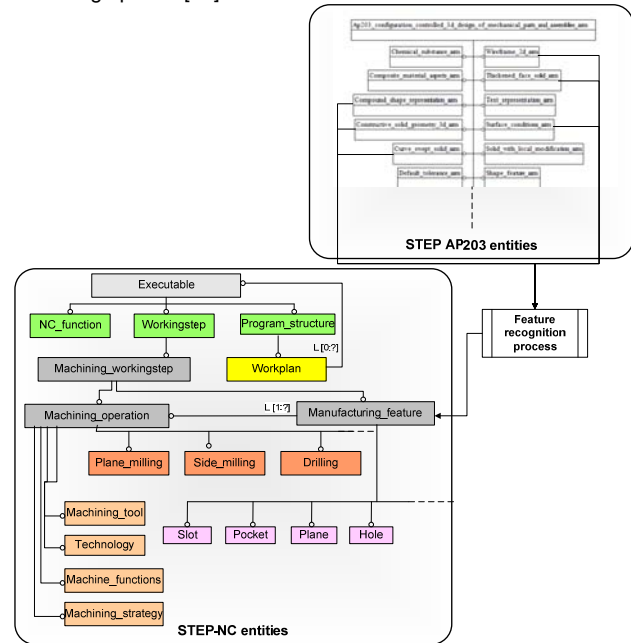 Ap203_configuration_controlled_3d_design_of_mechanical_parts_and_assemblies_arm
Chemical_substance_arm
Wireframe_2d_arm
Composite_material_aspects_arm
Thickened_face_solid_arm
Compound_shape_representation_arm
Text_representation_arm
Constructive_solid_geometry_3d_arm
Surface_conditions_arm
Curve_swept_solid_arm
Solid_with_local_modification_arm
Default_tolerance_arm
Shape_feature_arm
STEP AP203 entities
Executable
NC_function
Workingstep
Program_structure
L [0:?]
Feature
recognition
process
Machining_workingstep
Workplan
L [1:?]
Machining_operation
Manufacturing_feature
Plane_milling
Side_milling
Drilling
Machining_tool
Slot
Pocket
Plane
Hole
Technology
Machine_functions
Machining_strategy
STEP-NC entities